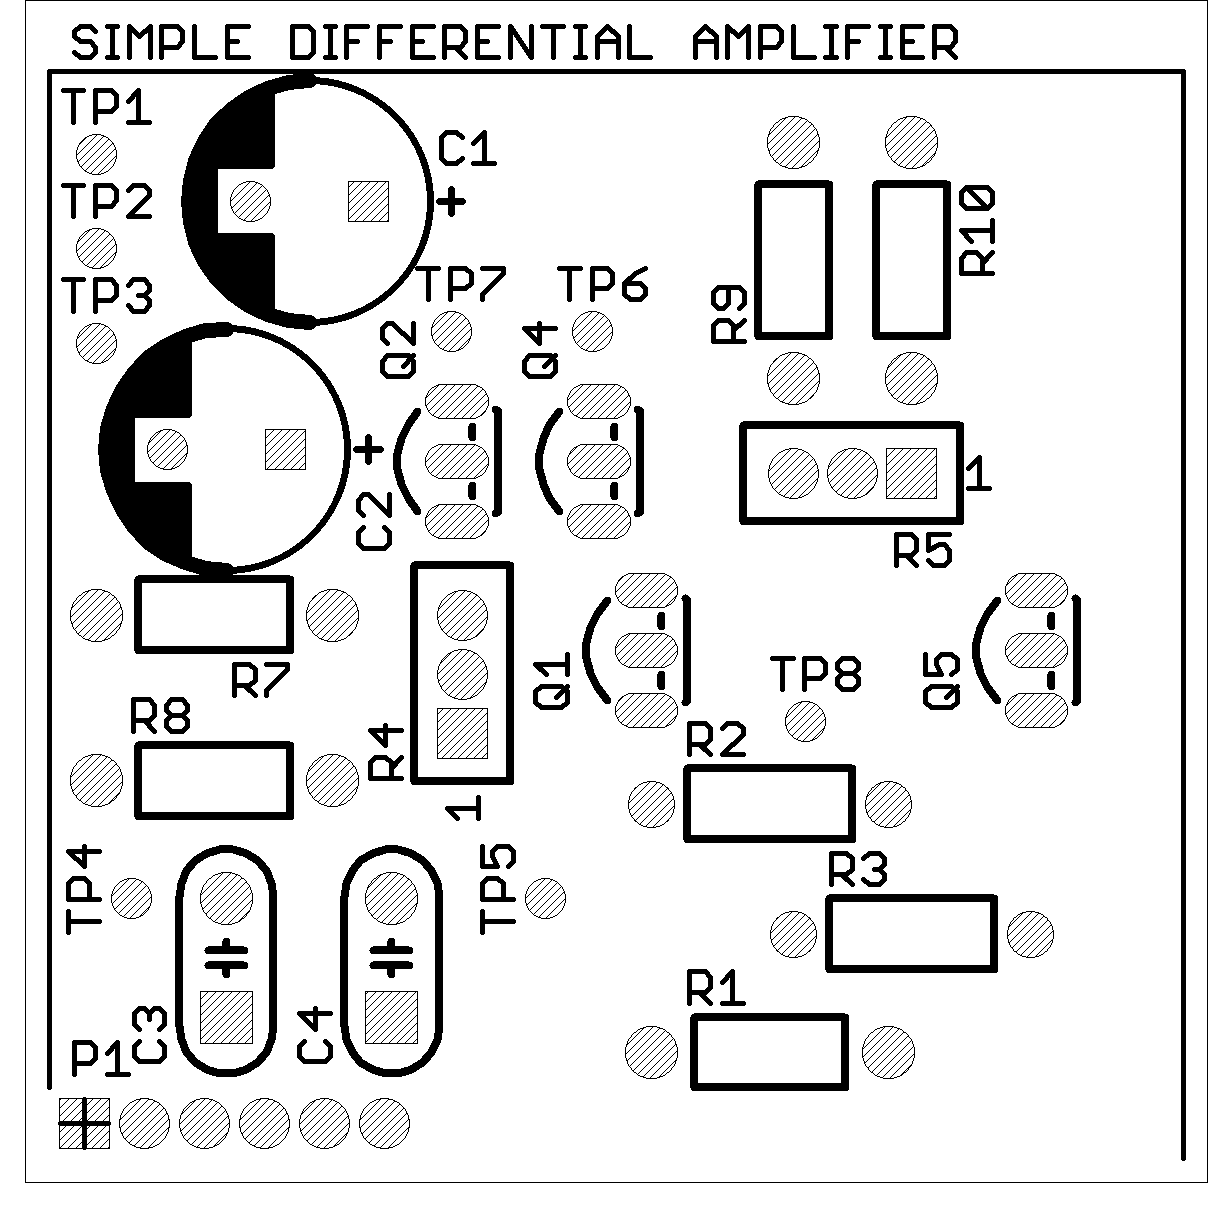 SIMPLE DIFFERENTIAL AMPLIFIER
TP1
C1
+
TP2
R10
TP3
TP7
TP6
R9
Q2
Q4
+
1
C2
R5
R7
Q1
TP8
Q5
R8
R4
R2
1
TP4
TP5
R3
R1
P1
C3
C4